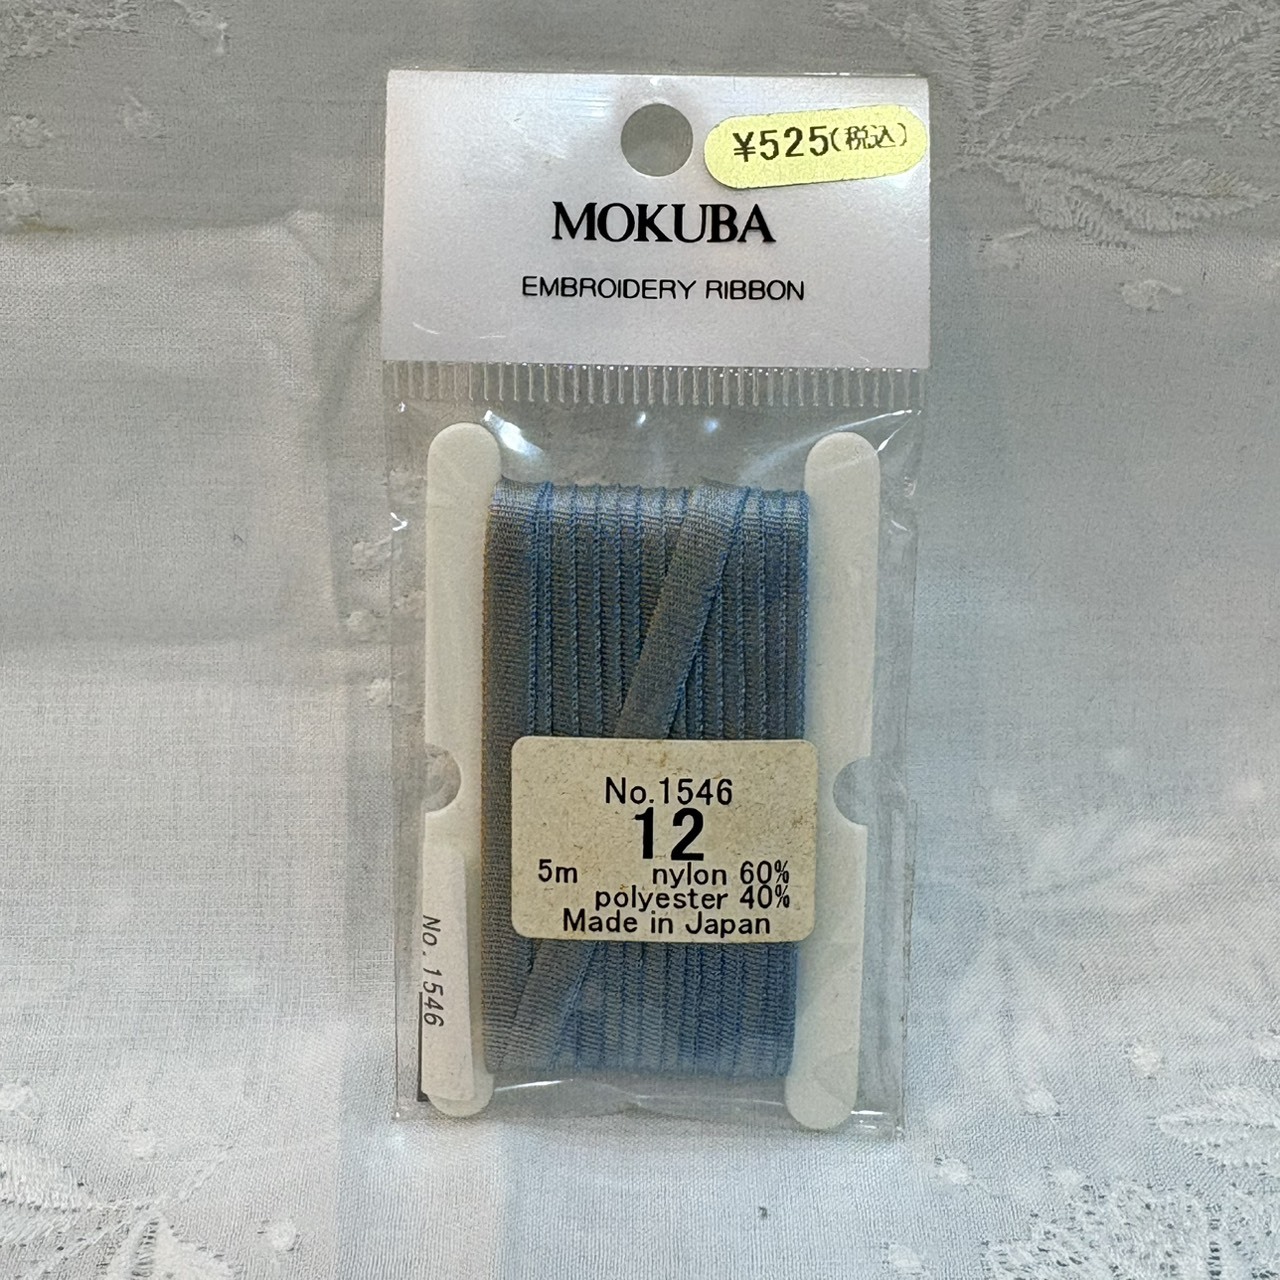 ¥525(税込)
MOKUBA
EMBROIDERY RIBBON
No.1546
12
5m nylon 60%
polyester 40%
Made in Japan
No. 1546